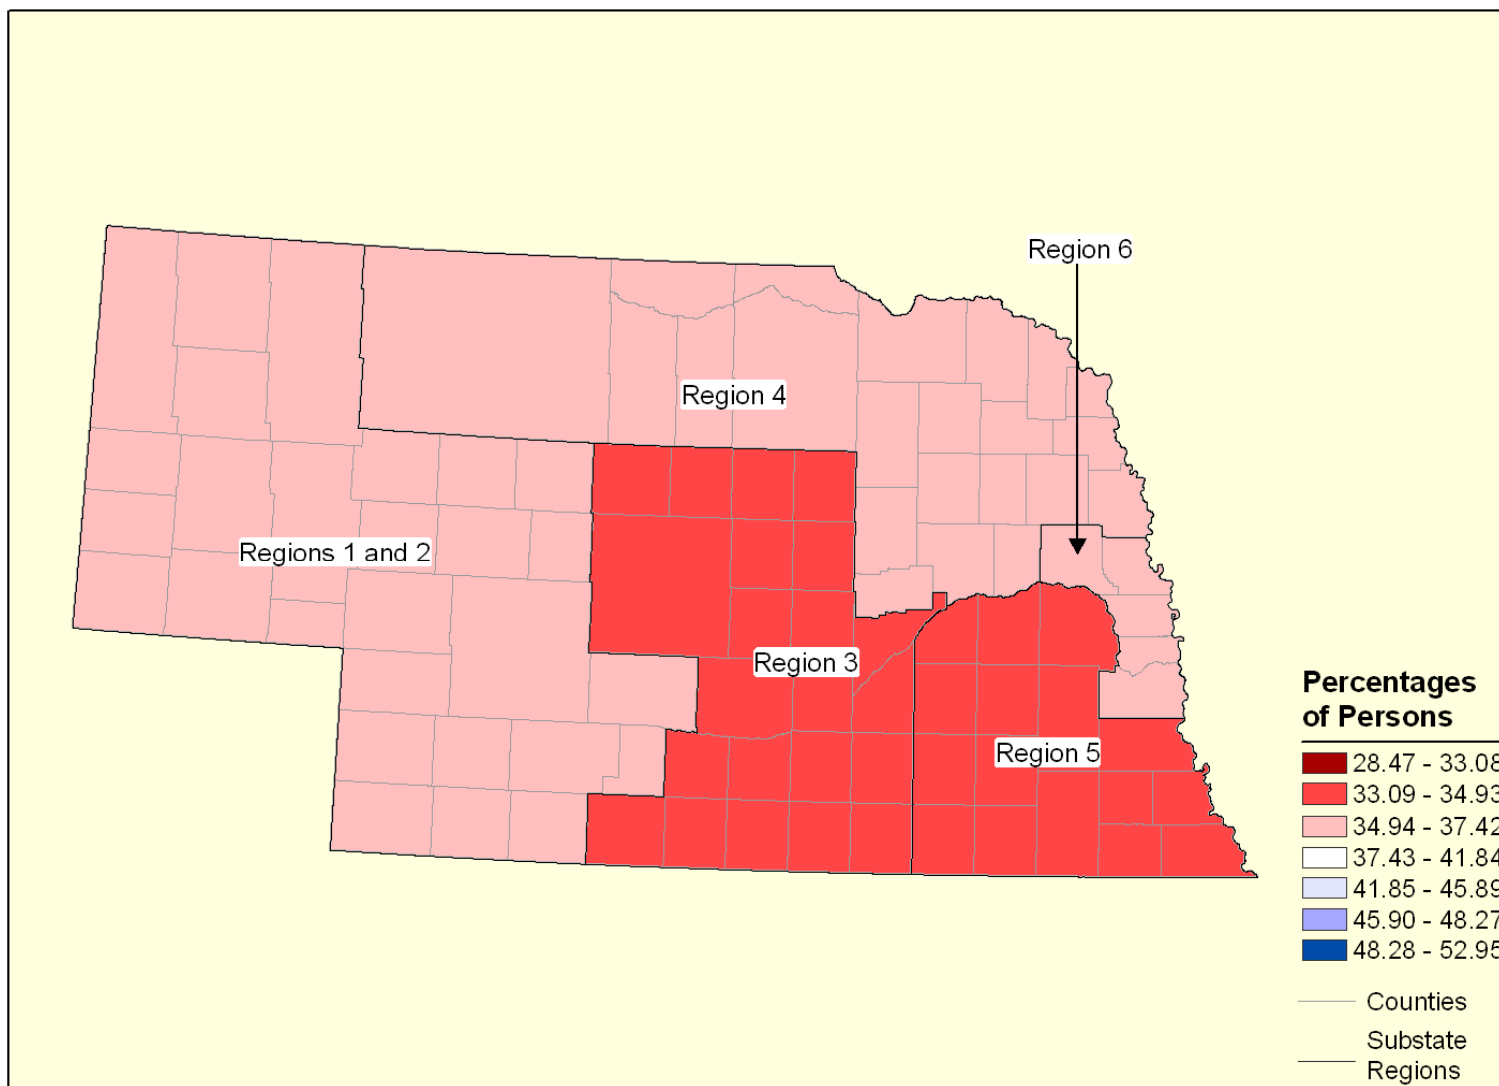 Region 6
Region 4
Regions 1 and 2
Region 3
Region 5
Percentages
of Persons
28.47 - 33.08
33.09 - 34.93
34.94 - 37.42
37.43 - 41.84
41.85 - 45.89
45.90 - 48.27
48.28 - 52.95
Counties
Substate
Regions